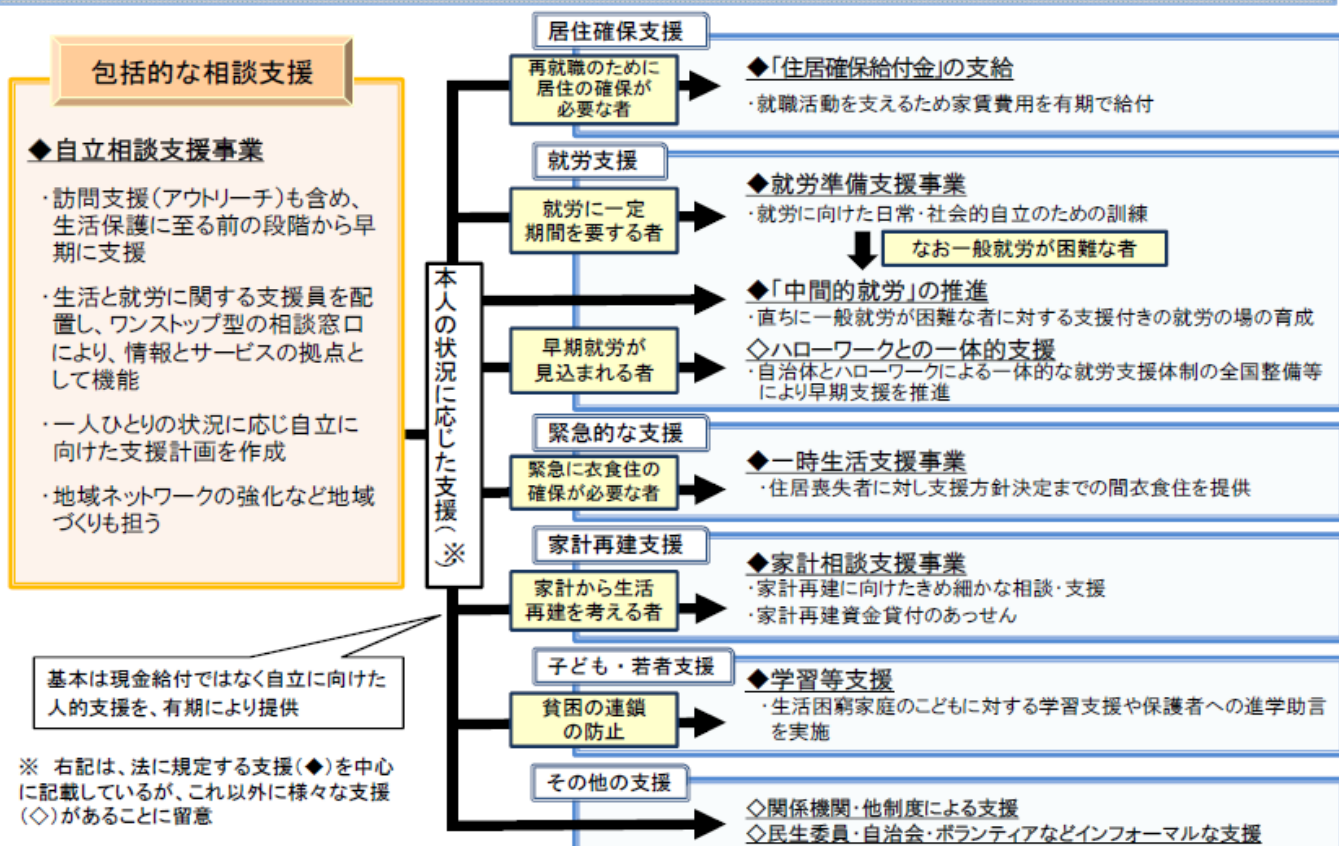 包括的な相談支援
◆自立相談支援事業
・訪問支援(アウトリーチ)も含め、
生活保護に至る前の段階から早
期に支援
・生活と就労に関する支援員を配
置し、ワンストップ型の相談窓口
により、情報とサービスの拠点と
して機能
・一人ひとりの状況に応じ自立に
向けた支援計画を作成
・地域ネットワークの強化など地域
づくりも担う
基本は現金給付ではなく自立に向けた
人的支援を、有期により提供
※ 右記は、法に規定する支援(◆)を中心
に記載しているが、これ以外に様々な支援
(◇)があることに留意
本人の状況に応じた支援(※)
居住確保支援
再就職のために
居住の確保が
必要な者
◆「住居確保給付金」の支給
・就職活動を支えるため家賃費用を有期で給付
就労支援
就労に一定
期間を要する者
◆就労準備支援事業
・就労に向けた日常・社会的自立のための訓練
なお一般就労が困難な者
◆「中間的就労」の推進
・直ちに一般就労が困難な者に対する支援付きの就労の場の育成
早期就労が
見込まれる者
◇ハローワークとの一体的支援
・自治体とハローワークによる一体的な就労支援体制の全国整備等
により早期支援を推進
緊急的な支援
緊急に衣食住の
確保が必要な者
◆一時生活支援事業
・住居喪失者に対し支援方針決定までの間衣食住を提供
家計再建支援
家計から生活
再建を考える者
◆家計相談支援事業
・家計再建に向けたきめ細かな相談・支援
・家計再建資金貸付のあっせん
子ども・若者支援
貧困の連鎖
の防止
◆学習等支援
・生活困窮家庭のこどもに対する学習支援や保護者への進学助言
を実施
その他の支援
◇関係機関・他制度による支援
◇民生委員・自治会・ボランティアなどインフォーマルな支援